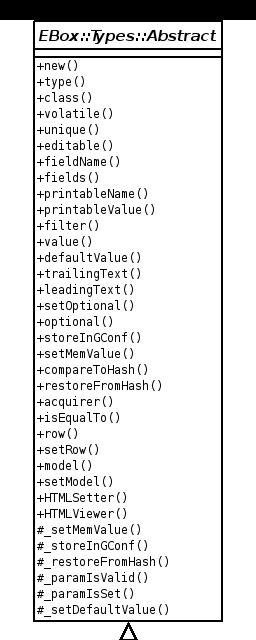 EBox::Types::Abstract
+new()
+type()
+class()
+volatile()
+unique()
+editable()
+fieldName()
+fields()
+printableName()
+printableValue()
+filter()
+value()
+defaultValue()
+trailingText()
+leadingText()
+setOptional()
+optional()
+storeInGConf()
+setMemValue()
+compareToHash()
+restoreFromHash()
+acquirer()
+isEqualTo()
+row()
+setRow()
+model()
+setModel()
+HTMLSetter()
+HTMLViewer()
#_setMemValue()
#_storeInGConf()
#_restoreFromHash()
#_paramIsValid()
#_paramIsSet()
#_setDefaultValue()